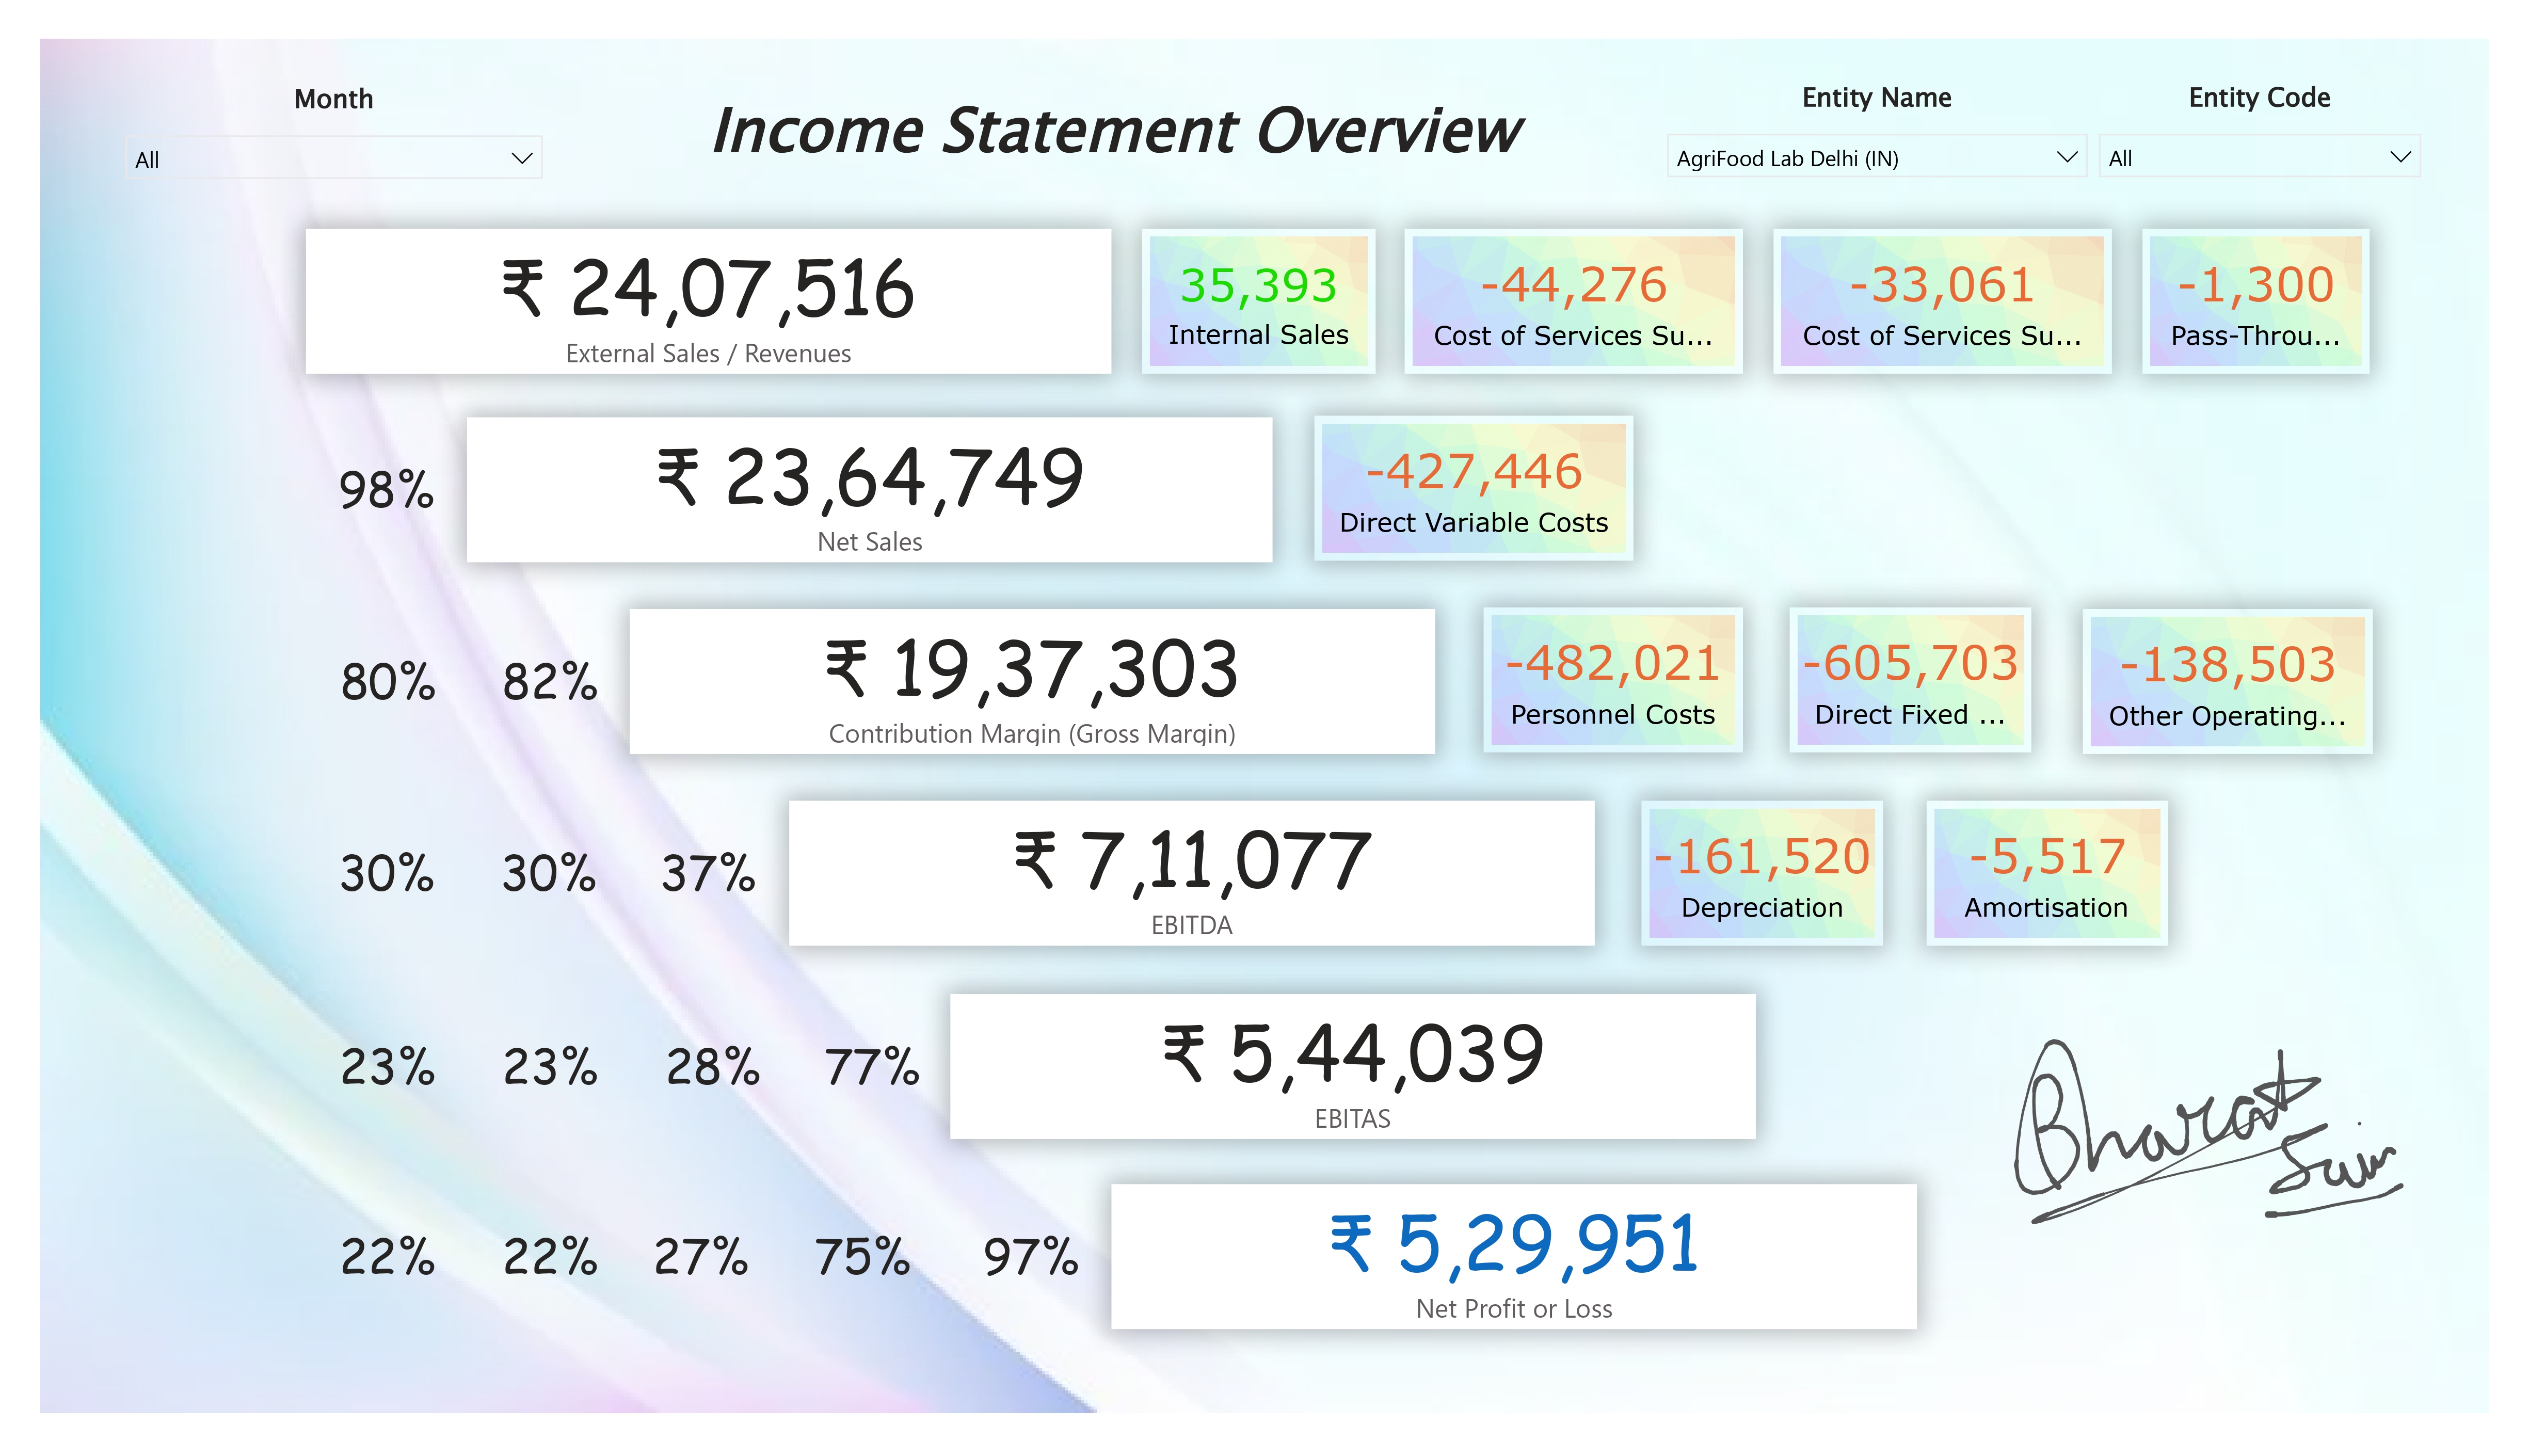 Month
Income Statement Overview
Entity Name
Entity Code
All
AgriFood Lab Delhi (IN)
All
₹ 24,07,516
External Sales / Revenues
35,393
Internal Sales
-44,276
Cost of Services Su...
-33,061
Cost of Services Su...
-1,300
Pass-Throu...
98%
₹ 23,64,749
Net Sales
-427,446
Direct Variable Costs
80%
82%
₹ 19,37,303
Contribution Margin (Gross Margin)
-482,021
Personnel Costs
-605,703
Direct Fixed ...
-138,503
Other Operating...
30%
30%
37%
₹ 7,11,077
EBITDA
-161,520
Depreciation
-5,517
Amortisation
23%
23%
28%
77%
₹ 5,44,039
EBITAS
Bharat
Jain
22%
22%
27%
75%
97%
₹ 5,29,951
Net Profit or Loss